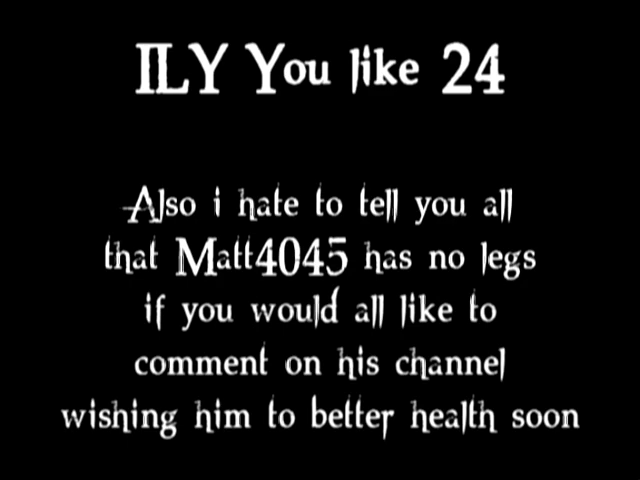 ILY You like 24
Also i hate to tell you all
that Matt4045 has no legs
if you would all like to
comment on his channel
wishing him to better health soon